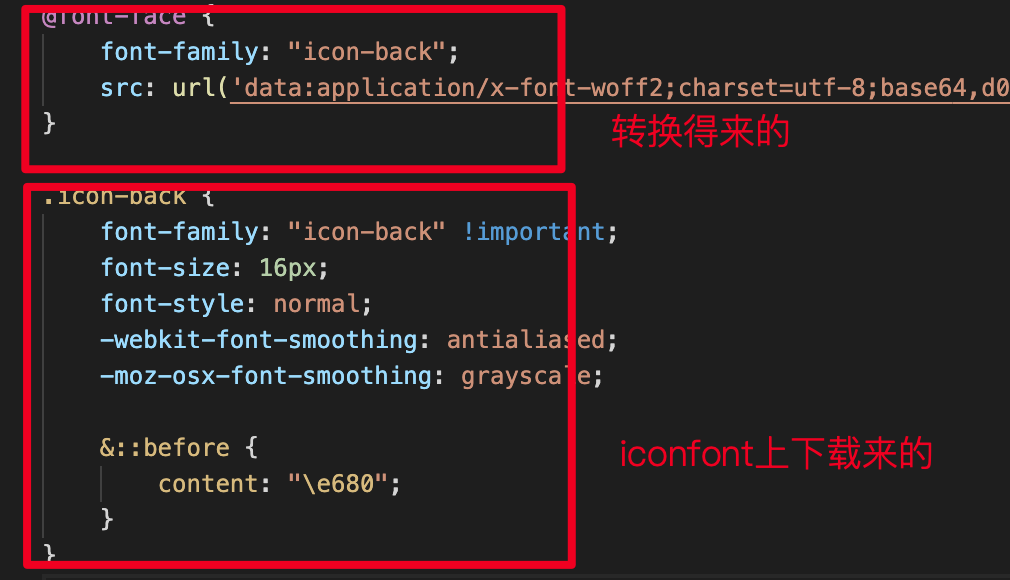 @font-face {
font-family: "icon-back";
src: url('data:application/x-font-woff2;charset=utf-8;base64,d0
}
转换得来的
.icon-back {
font-family: "icon-back" !important;
font-size: 16px;
font-style: normal;
-webkit-font-smoothing: antialiased;
-moz-osx-font-smoothing: grayscale;
&::before {
iconfont上下载来的
content: "\e680";
}
}